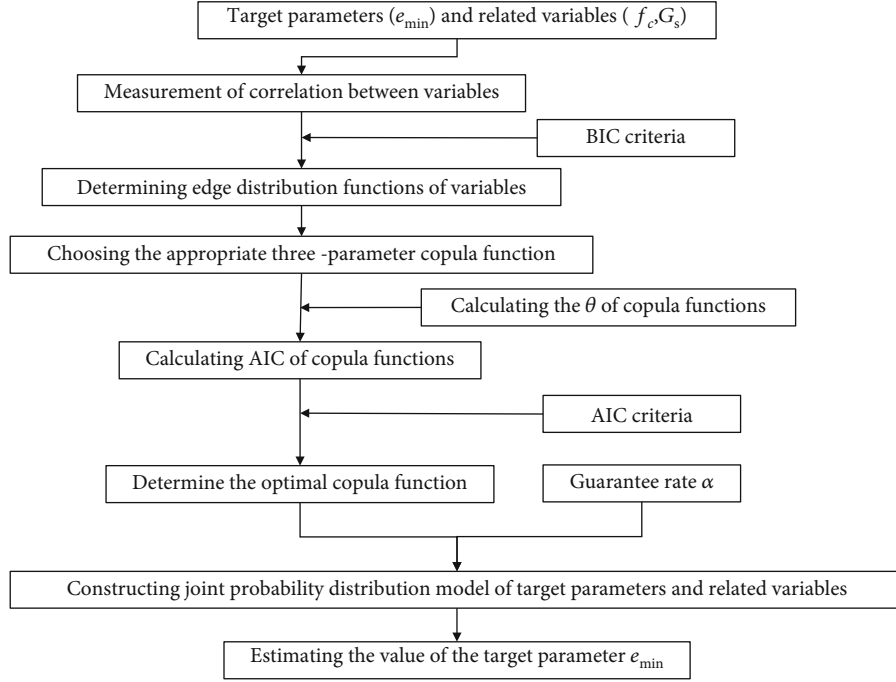 Target parameters (e_min) and related variables ( f_c,G_s)
Measurement of correlation between variables
BIC criteria
Determining edge distribution functions of variables
Choosing the appropriate three -parameter copula function
Calculating the θ of copula functions
Calculating AIC of copula functions
AIC criteria
Determine the optimal copula function
Guarantee rate α
Constructing joint probability distribution model of target parameters and related variables
Estimating the value of the target parameter e_min